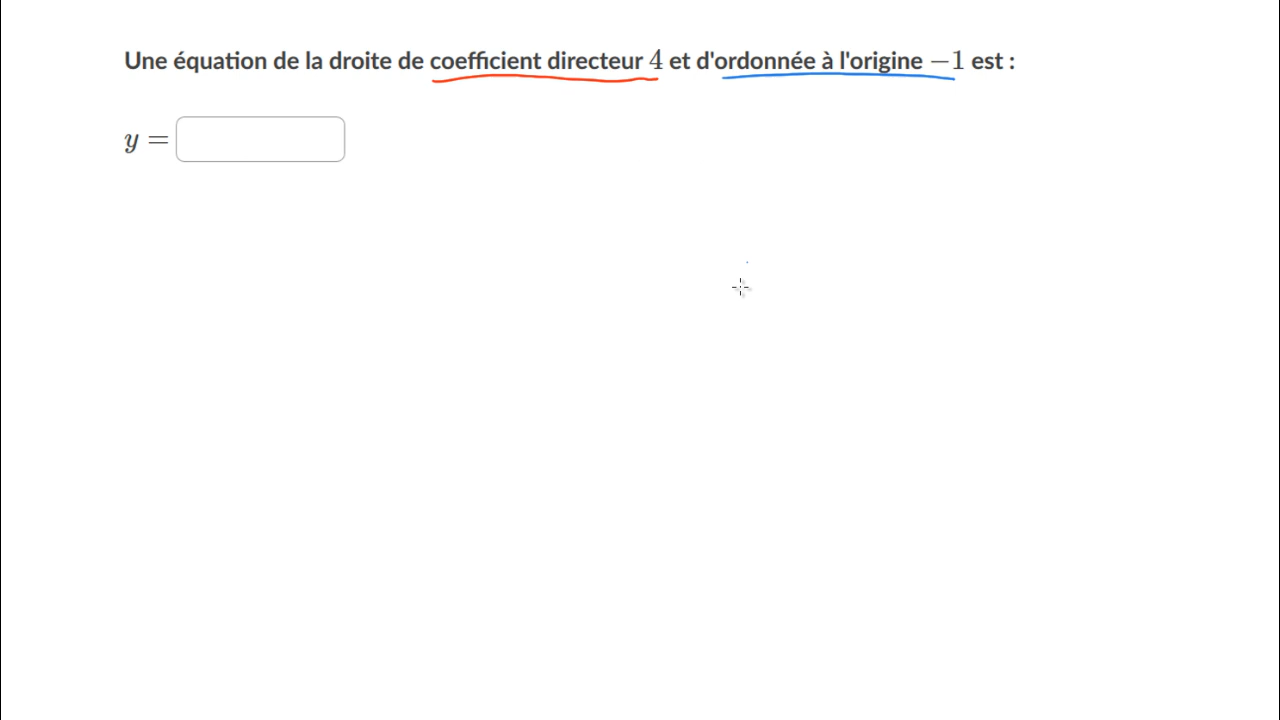 Une équation de la droite de coefficient directeur 4 et d'ordonnée à l'origine −1 est :
y =